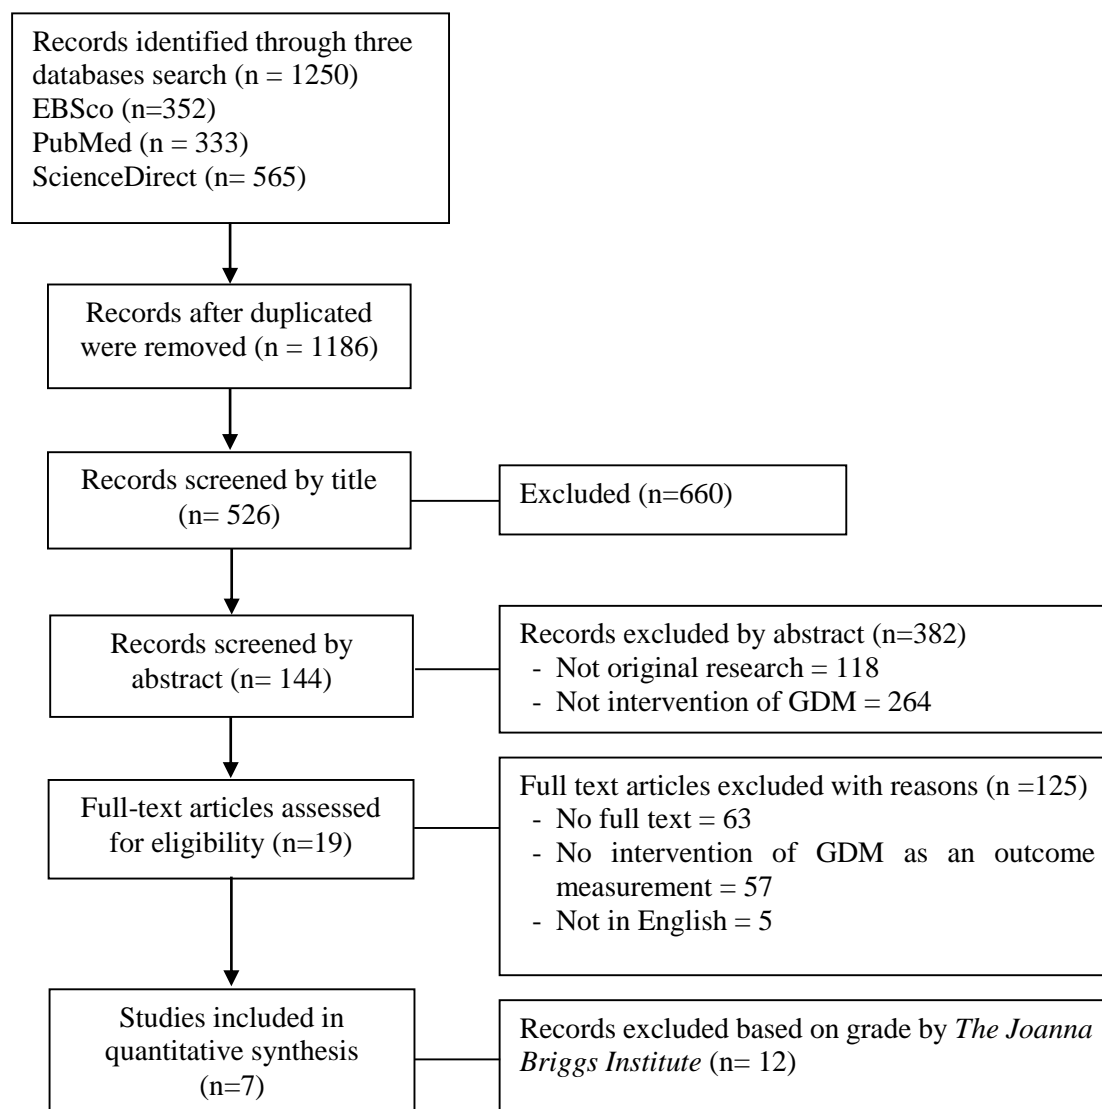 Records identified through three
databases search (n = 1250)
EBSco (n=352)
PubMed (n = 333)
ScienceDirect (n= 565)
Records after duplicated
were removed (n = 1186)
Records screened by title
(n= 526)
Excluded (n=660)
Records screened by
abstract (n= 144)
Records excluded by abstract (n=382)
- Not original research = 118
- Not intervention of GDM = 264
Full-text articles assessed
for eligibility (n=19)
Full text articles excluded with reasons (n =125)
- No full text = 63
- No intervention of GDM as an outcome
measurement = 57
- Not in English = 5
Studies included in
quantitative synthesis
(n=7)
Records excluded based on grade by The Joanna
Briggs Institute (n= 12)